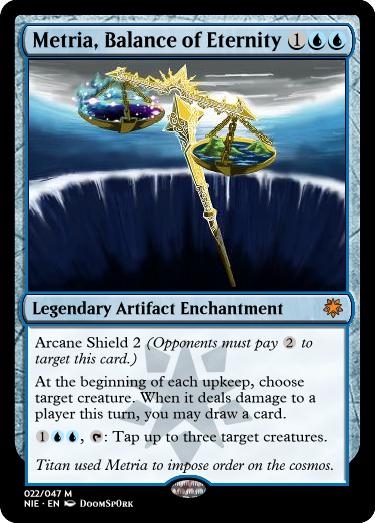 Metria, Balance of Eternity 1
Legendary Artifact Enchantment
Arcane Shield 2 (Opponents must pay 2 to
target this card.)
At the beginning of each upkeep, choose
target creature. When it deals damage to a
player this turn, you may draw a card.
1 , : Tap up to three target creatures.
Titan used Metria to impose order on the cosmos.
022/047 M
NIE • EN DoomSp0rk